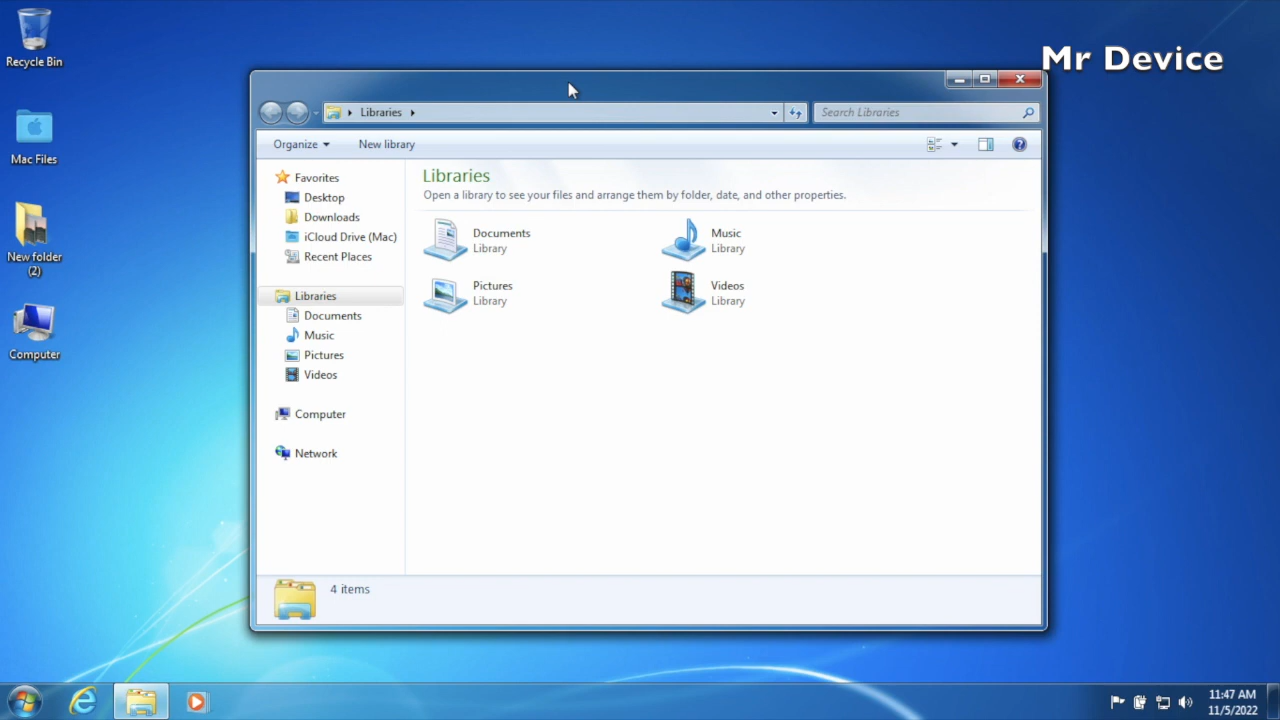 Recycle Bin
Mac Files
New folder
(2)
Computer
Mr Device
Libraries
Search Libraries
Organize
New library
Favorites
Desktop
Downloads
iCloud Drive (Mac)
Recent Places
Libraries
Documents
Music
Pictures
Videos
Computer
Network
Libraries
Open a library to see your files and arrange them by folder, date, and other properties.
Documents
Library
Music
Library
Pictures
Library
Videos
Library
4 items
11:47 AM
11/5/2022